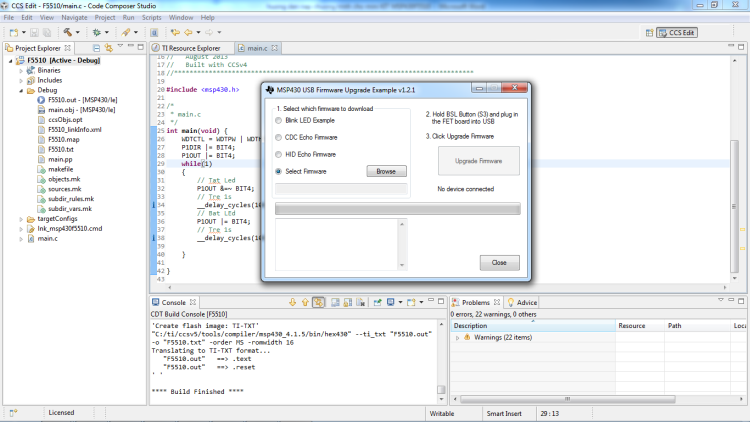 CCS Edit - F5510/main.c - Code Composer Studio
File Edit View Navigate Project Run Scripts Window Help
CCS Edit
Project Explorer
F5510 [Active - Debug]
Binaries
Includes
Debug
F5510.out - [MSP430/le]
main.obj - [MSP430/le]
ccsObjs.opt
F5510_linkInfo.xml
F5510.map
F5510.txt
main.pp
makefile
objects.mk
sources.mk
subdir_rules.mk
subdir_vars.mk
targetConfigs
lnk_msp430f5510.cmd
main.c
TI Resource Explorer
main.c
16 // August 2013
17 // Built with CCSv4
18 //******************************************************************************
19
20 #include <msp430.h>
21
22 /*
23 * main.c
24 */
25 int main(void) {
26 WDTCTL = WDTPW | WDTH
27 P1DIR |= BIT4;
28 P1OUT |= BIT4;
29 while(1)
30 {
31 // Tat Led
32 P1OUT &=~ BIT4;
33 // Tre is
34 __delay_cycles(10
35 // Bat LEd
36 P1OUT |= BIT4;
37 // Tre is
38 __delay_cycles(10
39
40 }
41
42 }
43
MSP430 USB Firmware Upgrade Example v1.2.1
1. Select which firmware to download
Blink LED Example
CDC Echo Firmware
HID Echo Firmware
Select Firmware
Browse
2. Hold BSL Button (S3) and plug in
the FET board into USB
3. Click Upgrade Firmware
Upgrade Firmware
No device connected
Close
Console
CDT Build Console [F5510]
'Create flash image: TI-TXT'
"C:/ti/ccsv5/tools/compiler/msp430_4.1.5/bin/hex430" --ti_txt "F5510.out"
-o "F5510.txt" -order MS -romwidth 16
Translating to TI-TXT format...
"F5510.out" ==> .text
"F5510.out" ==> .reset
' '
**** Build Finished ****
Problems
Advice
0 errors, 22 warnings, 0 others
Description Resource Path Loca
Warnings (22 items)
Licensed
Writable
Smart Insert
29 : 13